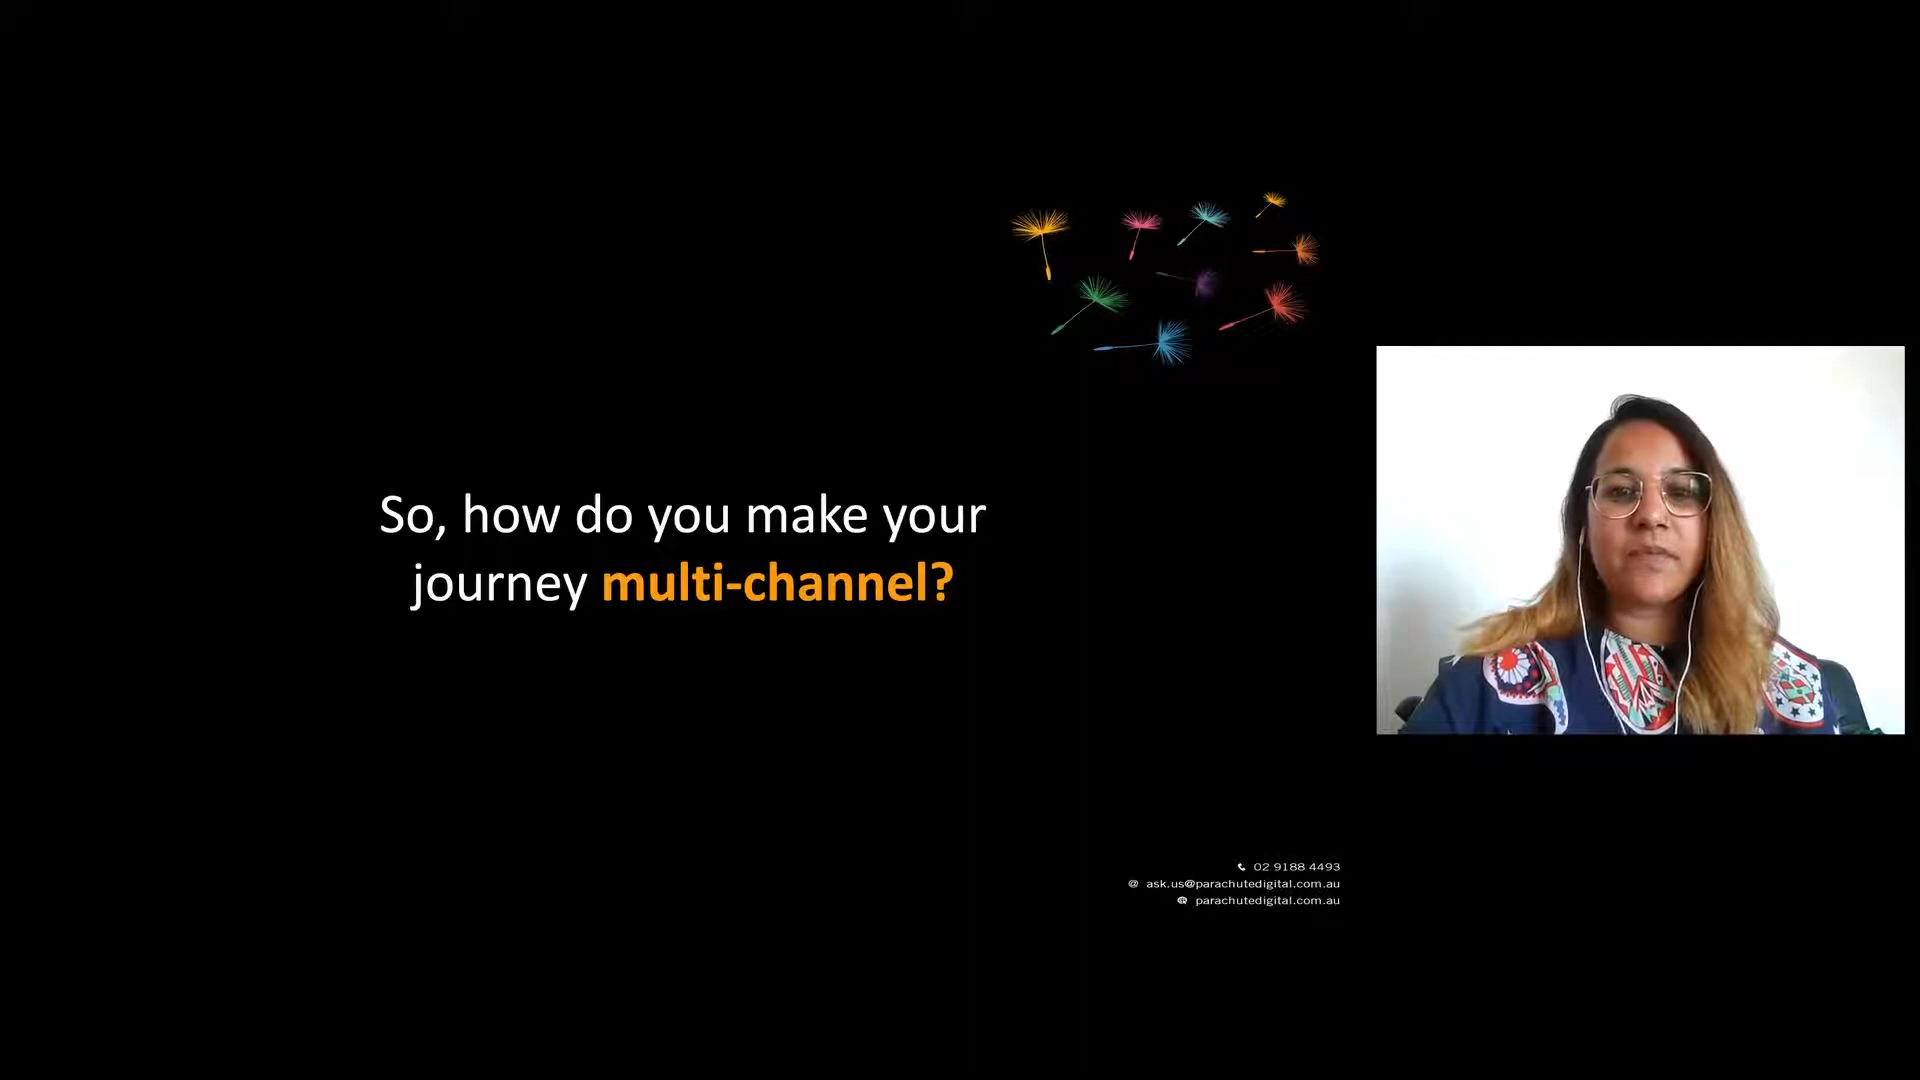 So, how do you make your
journey multi-channel?
02 9188 4493
ask.us@parachutedigital.com.au
parachutedigital.com.au